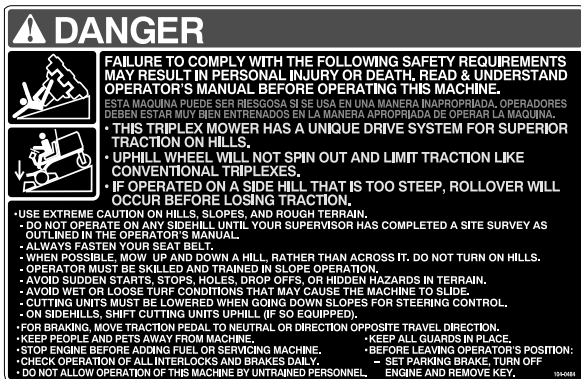 DANGER
FAILURE TO COMPLY WITH THE FOLLOWING SAFETY REQUIREMENTS
MAY RESULT IN PERSONAL INJURY OR DEATH. READ & UNDERSTAND
OPERATOR'S MANUAL BEFORE OPERATING THIS MACHINE.
ESTA MAQUINA PUEDE SER RIESGOSA SI SE USA EN UNA MANERA INAPROPRIADA. OPERADORES
DEBEN ESTAR MUY BIEN ENTRENADOS EN LA MANERA APROPRIADA DE OPERAR LA MAQUINA.
• THIS TRIPLEX MOWER HAS A UNIQUE DRIVE SYSTEM FOR SUPERIOR
TRACTION ON HILLS.
• UPHILL WHEEL WILL NOT SPIN OUT AND LIMIT TRACTION LIKE
CONVENTIONAL TRIPLEXES.
• IF OPERATED ON A SIDE HILL THAT IS TOO STEEP, ROLLOVER WILL
OCCUR BEFORE LOSING TRACTION.
•USE EXTREME CAUTION ON HILLS, SLOPES, AND ROUGH TERRAIN.
- DO NOT OPERATE ON ANY SIDEHILL UNTIL YOUR SUPERVISOR HAS COMPLETED A SITE SURVEY AS
OUTLINED IN THE OPERATOR'S MANUAL.
- ALWAYS FASTEN YOUR SEAT BELT.
- WHEN POSSIBLE, MOW UP AND DOWN A HILL, RATHER THAN ACROSS IT. DO NOT TURN ON HILLS.
- OPERATOR MUST BE SKILLED AND TRAINED IN SLOPE OPERATION.
- AVOID SUDDEN STARTS, STOPS, HOLES, DROP OFFS, OR HIDDEN HAZARDS IN TERRAIN.
- AVOID WET OR LOOSE TURF CONDITIONS THAT MAY CAUSE THE MACHINE TO SLIDE.
- CUTTING UNITS MUST BE LOWERED WHEN GOING DOWN SLOPES FOR STEERING CONTROL.
- ON SIDEHILLS, SHIFT CUTTING UNITS UPHILL (IF SO EQUIPPED).
•FOR BRAKING, MOVE TRACTION PEDAL TO NEUTRAL OR DIRECTION OPPOSITE TRAVEL DIRECTION.
•KEEP PEOPLE AND PETS AWAY FROM MACHINE.
•STOP ENGINE BEFORE ADDING FUEL OR SERVICING MACHINE.
•CHECK OPERATION OF ALL INTERLOCKS AND BRAKES DAILY.
• DO NOT ALLOW OPERATION OF THIS MACHINE BY UNTRAINED PERSONNEL.
•KEEP ALL GUARDS IN PLACE.
•BEFORE LEAVING OPERATOR'S POSITION:
– SET PARKING BRAKE, TURN OFF
ENGINE AND REMOVE KEY.
104-0484